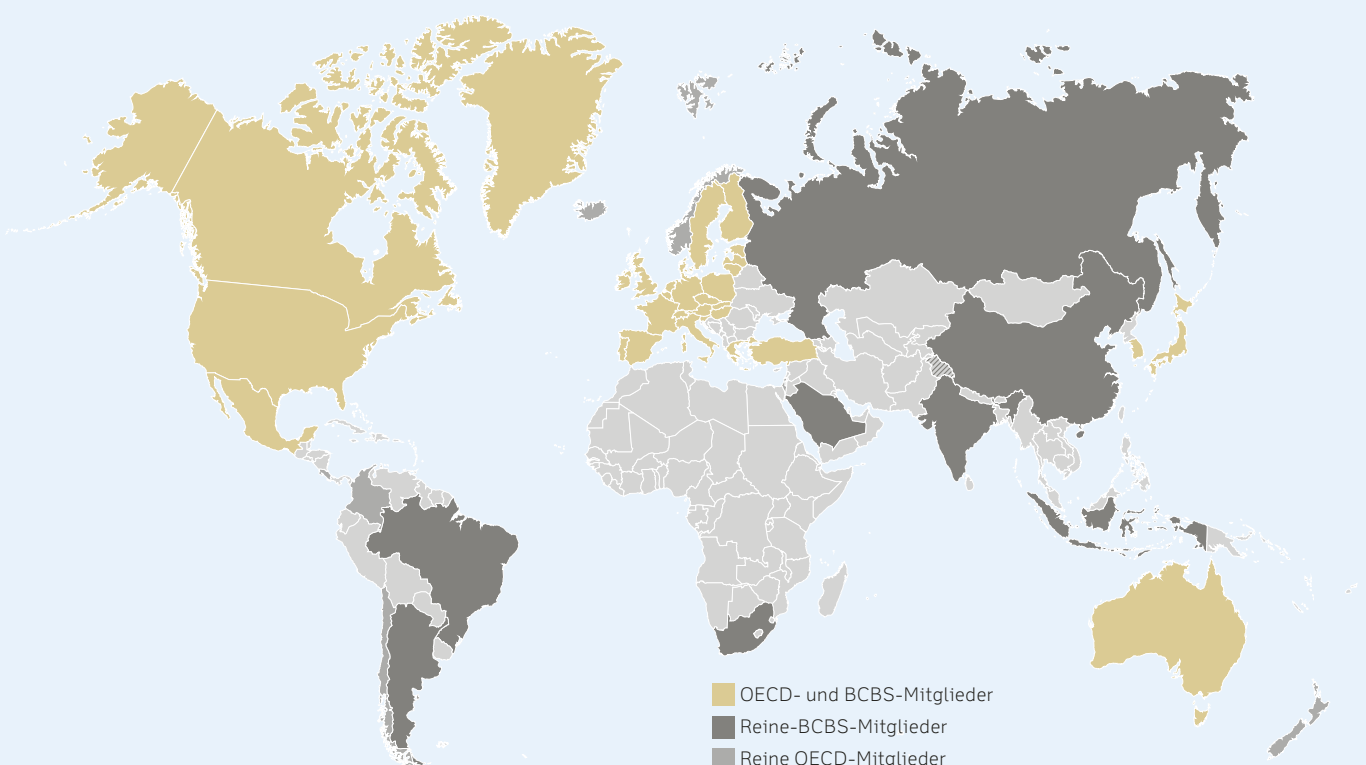 OECD- und BCBS-Mitglieder
Reine-BCBS-Mitglieder
Reine OECD-Mitglieder